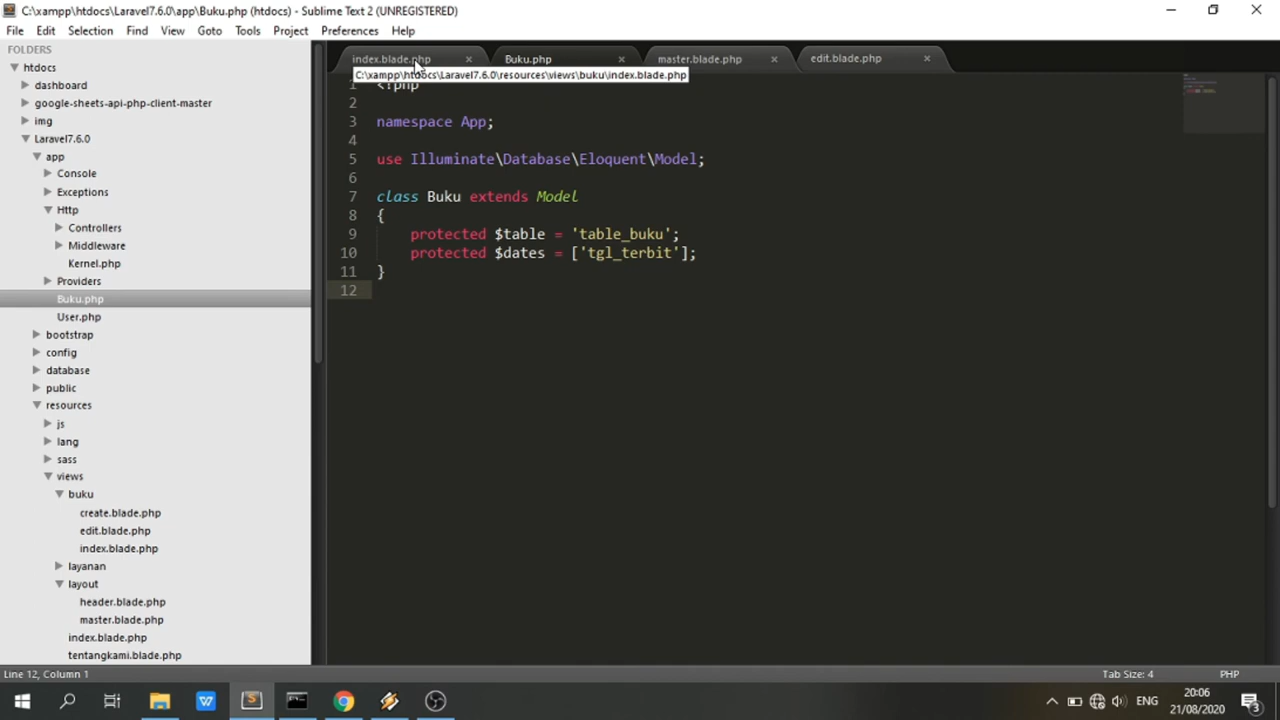 C:\xampp\htdocs\Laravel7.6.0\app\Buku.php (htdocs) - Sublime Text 2 (UNREGISTERED)
File Edit Selection Find View Goto Tools Project Preferences Help
FOLDERS
htdocs
dashboard
google-sheets-api-php-client-master
img
Laravel7.6.0
app
Console
Exceptions
Http
Controllers
Middleware
Kernel.php
Providers
Buku.php
User.php
bootstrap
config
database
public
resources
js
lang
sass
views
buku
create.blade.php
edit.blade.php
index.blade.php
layanan
layout
header.blade.php
master.blade.php
index.blade.php
tentangkami.blade.php
index.blade.php × Buku.php × master.blade.php × edit.blade.php ×
C:\xampp\htdocs\Laravel7.6.0\resources\views\buku\index.blade.php
1 <?php
2
3 namespace App;
4
5 use Illuminate\Database\Eloquent\Model;
6
7 class Buku extends Model
8 {
9 protected $table = 'table_buku';
10 protected $dates = ['tgl_terbit'];
11 }
12
Line 12, Column 1 Tab Size: 4 PHP
ENG
20:06
21/08/2020
3